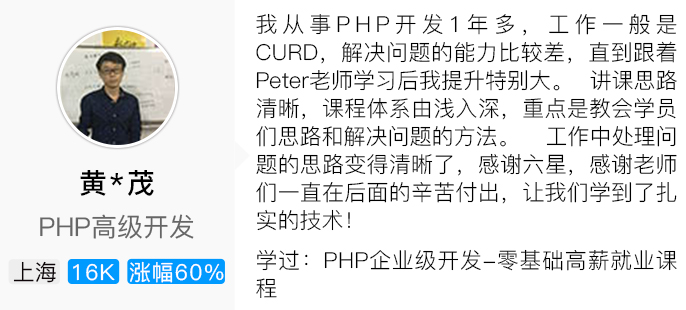 黄*茂
PHP高级开发
上海 16K 涨幅60%
我从事PHP开发1年多，工作一般是
CURD，解决问题的能力比较差，直到跟着
Peter老师学习后我提升特别大。 讲课思路
清晰，课程体系由浅入深，重点是教会学员
们思路和解决问题的方法。 工作中处理问
题的思路变得清晰了，感谢六星，感谢老师
们一直在后面的辛苦付出，让我们学到了扎
实的技术！
学过：PHP企业级开发-零基础高薪就业课
程